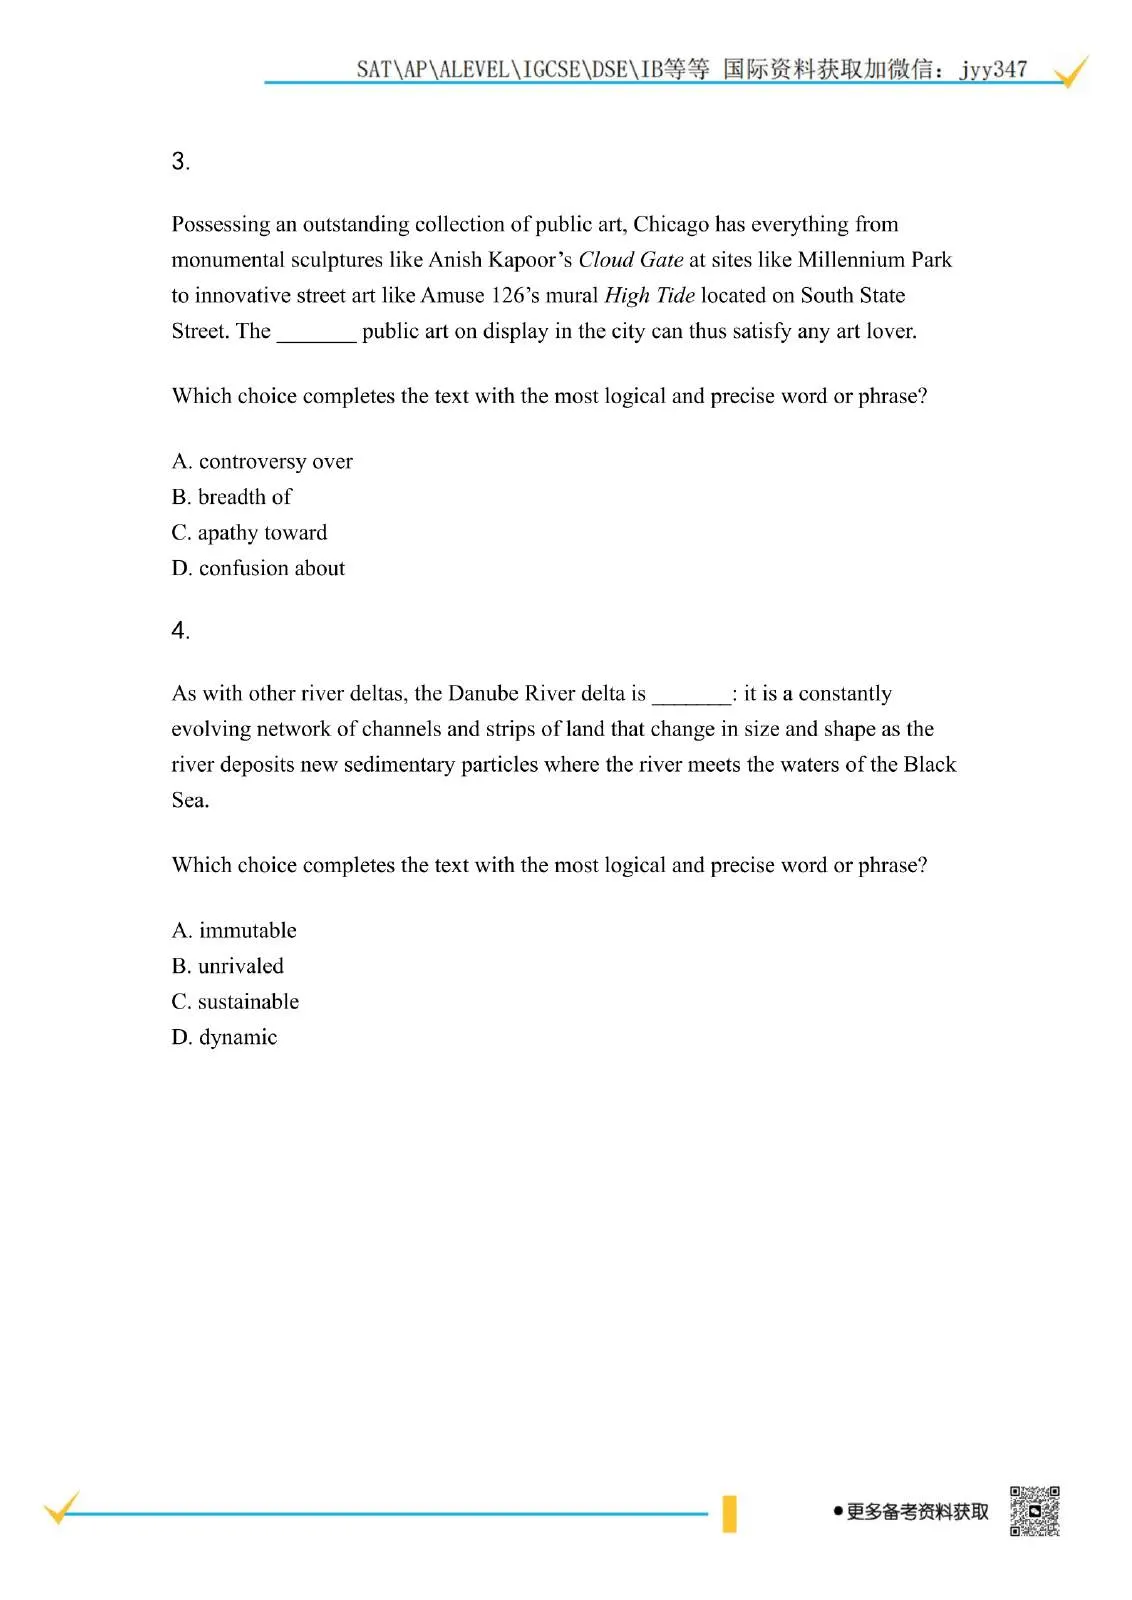 SAT\AP\ALEVEL\IGCSE\DSE\IB等等 国际资料获取加微信: jyy347
3.
Possessing an outstanding collection of public art, Chicago has everything from
monumental sculptures like Anish Kapoor’s Cloud Gate at sites like Millennium Park
to innovative street art like Amuse 126’s mural High Tide located on South State
Street. The _______ public art on display in the city can thus satisfy any art lover.
Which choice completes the text with the most logical and precise word or phrase?
A. controversy over
B. breadth of
C. apathy toward
D. confusion about
4.
As with other river deltas, the Danube River delta is _______: it is a constantly
evolving network of channels and strips of land that change in size and shape as the
river deposits new sedimentary particles where the river meets the waters of the Black
Sea.
Which choice completes the text with the most logical and precise word or phrase?
A. immutable
B. unrivaled
C. sustainable
D. dynamic
●更多备考资料获取